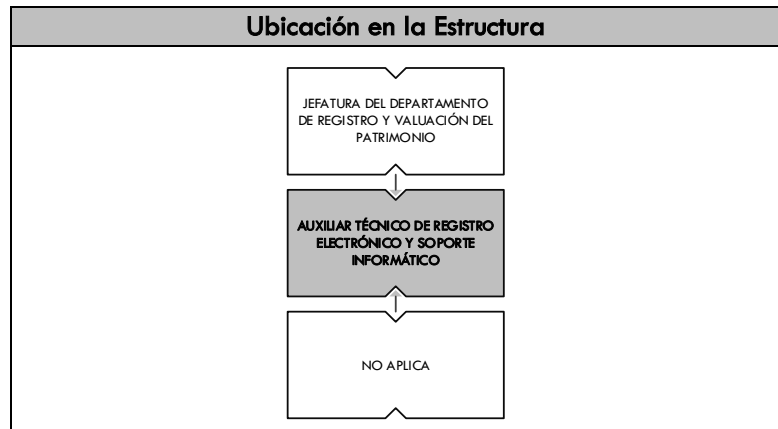 Ubicación en la Estructura
JEFATURA DEL DEPARTAMENTO
DE REGISTRO Y VALUACIÓN DEL
PATRIMONIO
AUXILIAR TÉCNICO DE REGISTRO
ELECTRÓNICO Y SOPORTE
INFORMÁTICO
NO APLICA